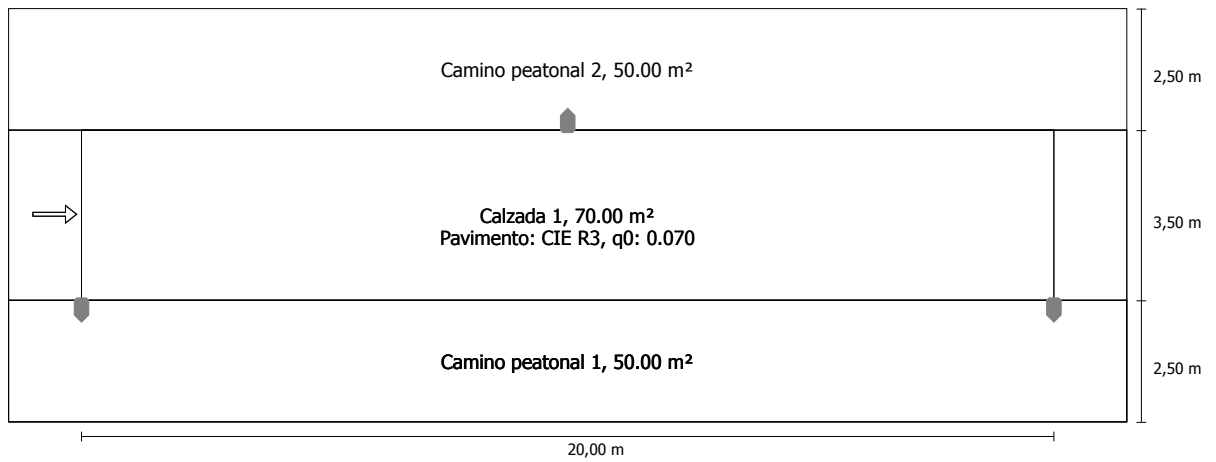 Camino peatonal 2, 50.00 m²
2,50 m
Calzada 1, 70.00 m²
Pavimento: CIE R3, q0: 0.070
3,50 m
Camino peatonal 1, 50.00 m²
2,50 m
20,00 m